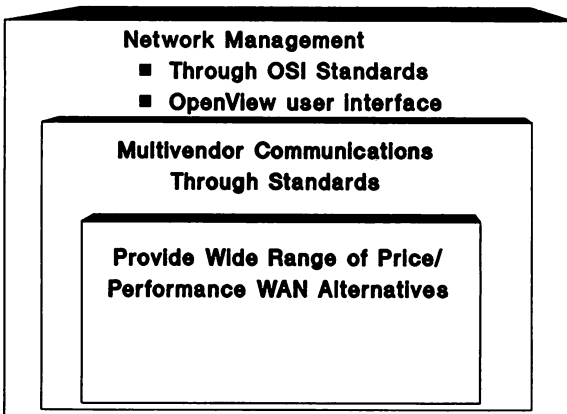 Network Management
■ Through OSI Standards
■ OpenView user interface
Multivendor Communications
Through Standards
Provide Wide Range of Price/
Performance WAN Alternatives